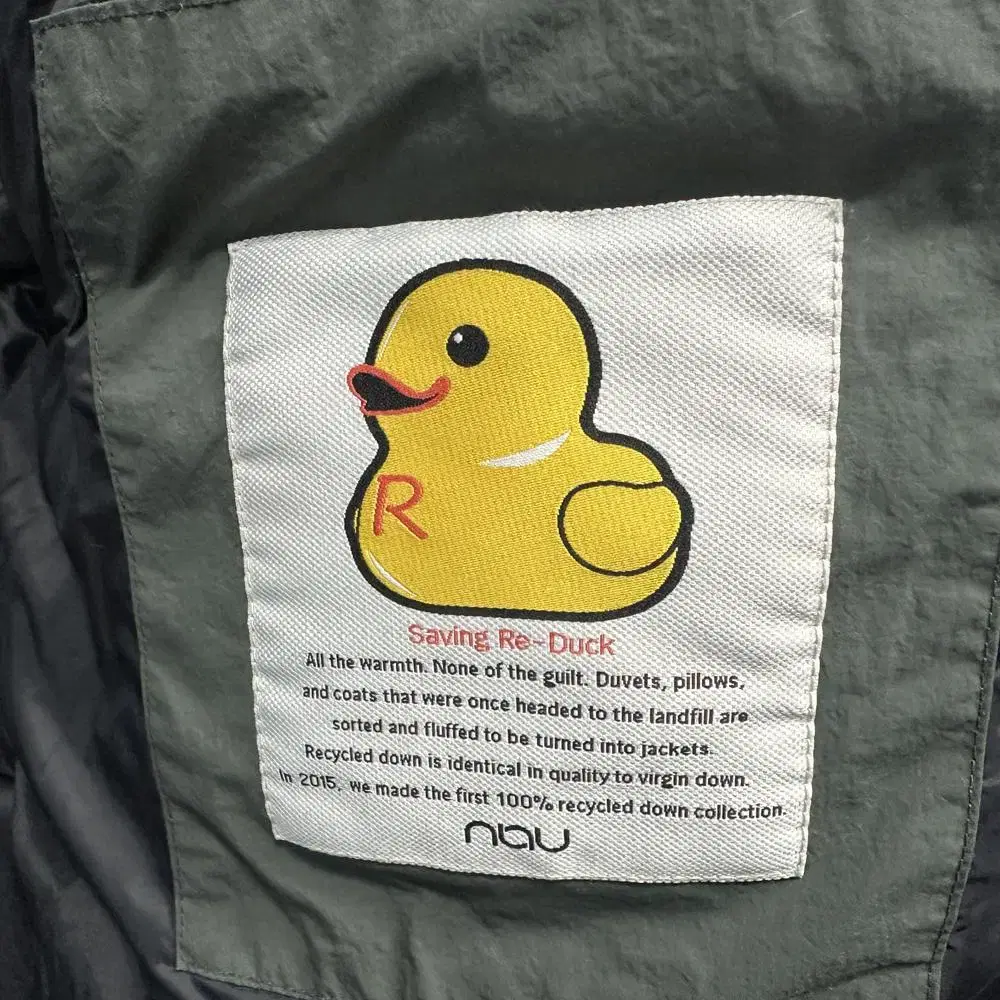 R
Saving Re-Duck
All the warmth. None of the guilt. Duvets, pillows,
and coats that were once headed to the landfill are
sorted and fluffed to be turned into jackets.
Recycled down is identical in quality to virgin down.
In 2015, we made the first 100% recycled down collection.
nau